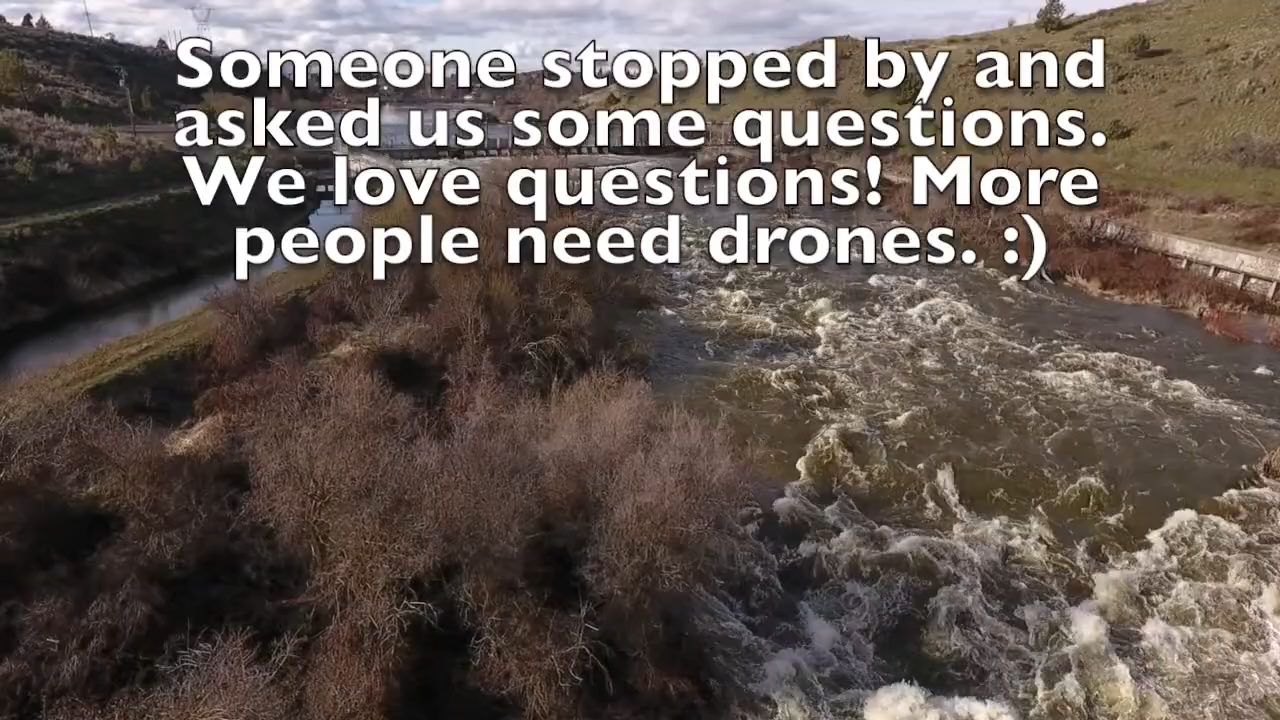 Someone stopped by and
asked us some questions.
We love questions! More
people need drones. :)